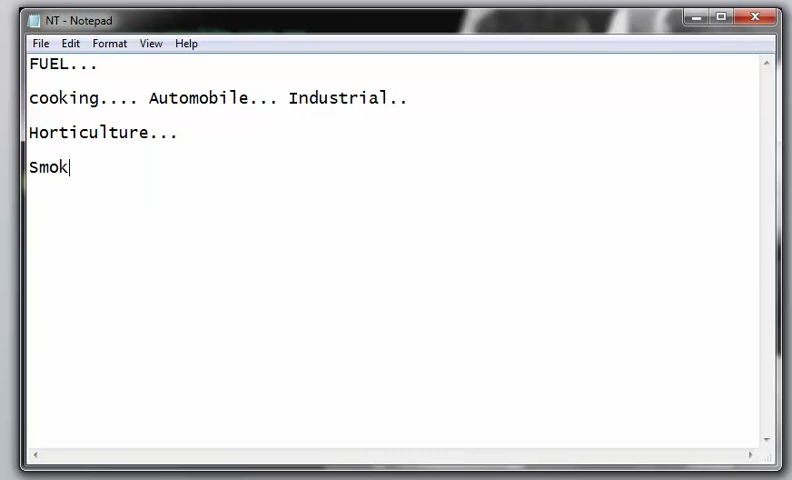 NT - Notepad
File Edit Format View Help
FUEL...
cooking.... Automobile... Industrial..
Horticulture...
Smok